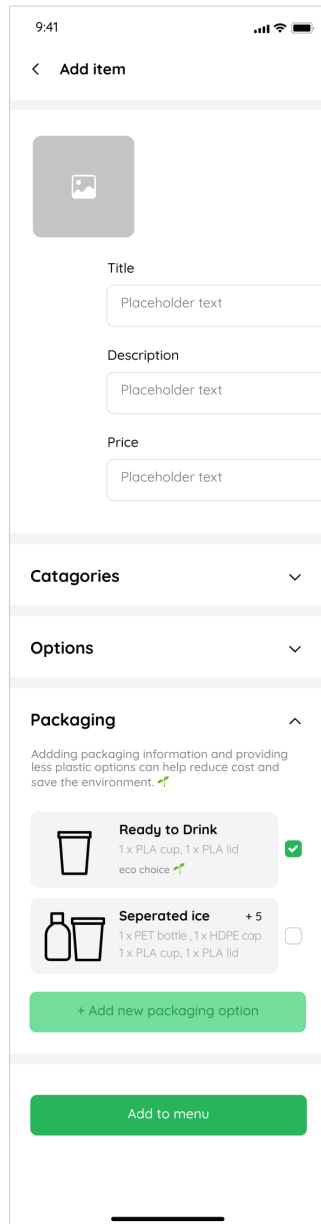 9:41
Add item
Title
Placeholder text
Description
Placeholder text
Price
Placeholder text
Catagories
Options
Packaging
Addding packaging information and providing
less plastic options can help reduce cost and
save the environment.
Ready to Drink
1 x PLA cup, 1 x PLA lid
eco choice
Seperated ice + 5
1 x PET bottle , 1 x HDPE cap
1 x PLA cup, 1 x PLA lid
+ Add new packaging option
Add to menu